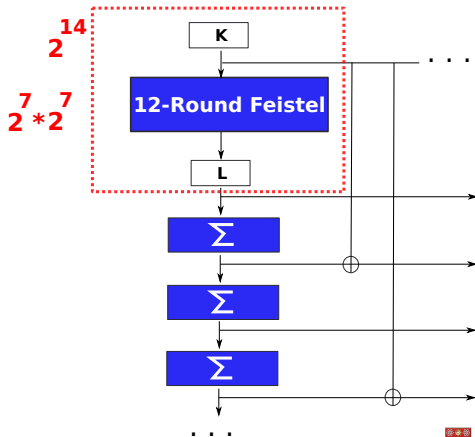 2^14
K
. . .
2^7 * 2^7
12-Round Feistel
L
Σ
Σ
Σ
. . .